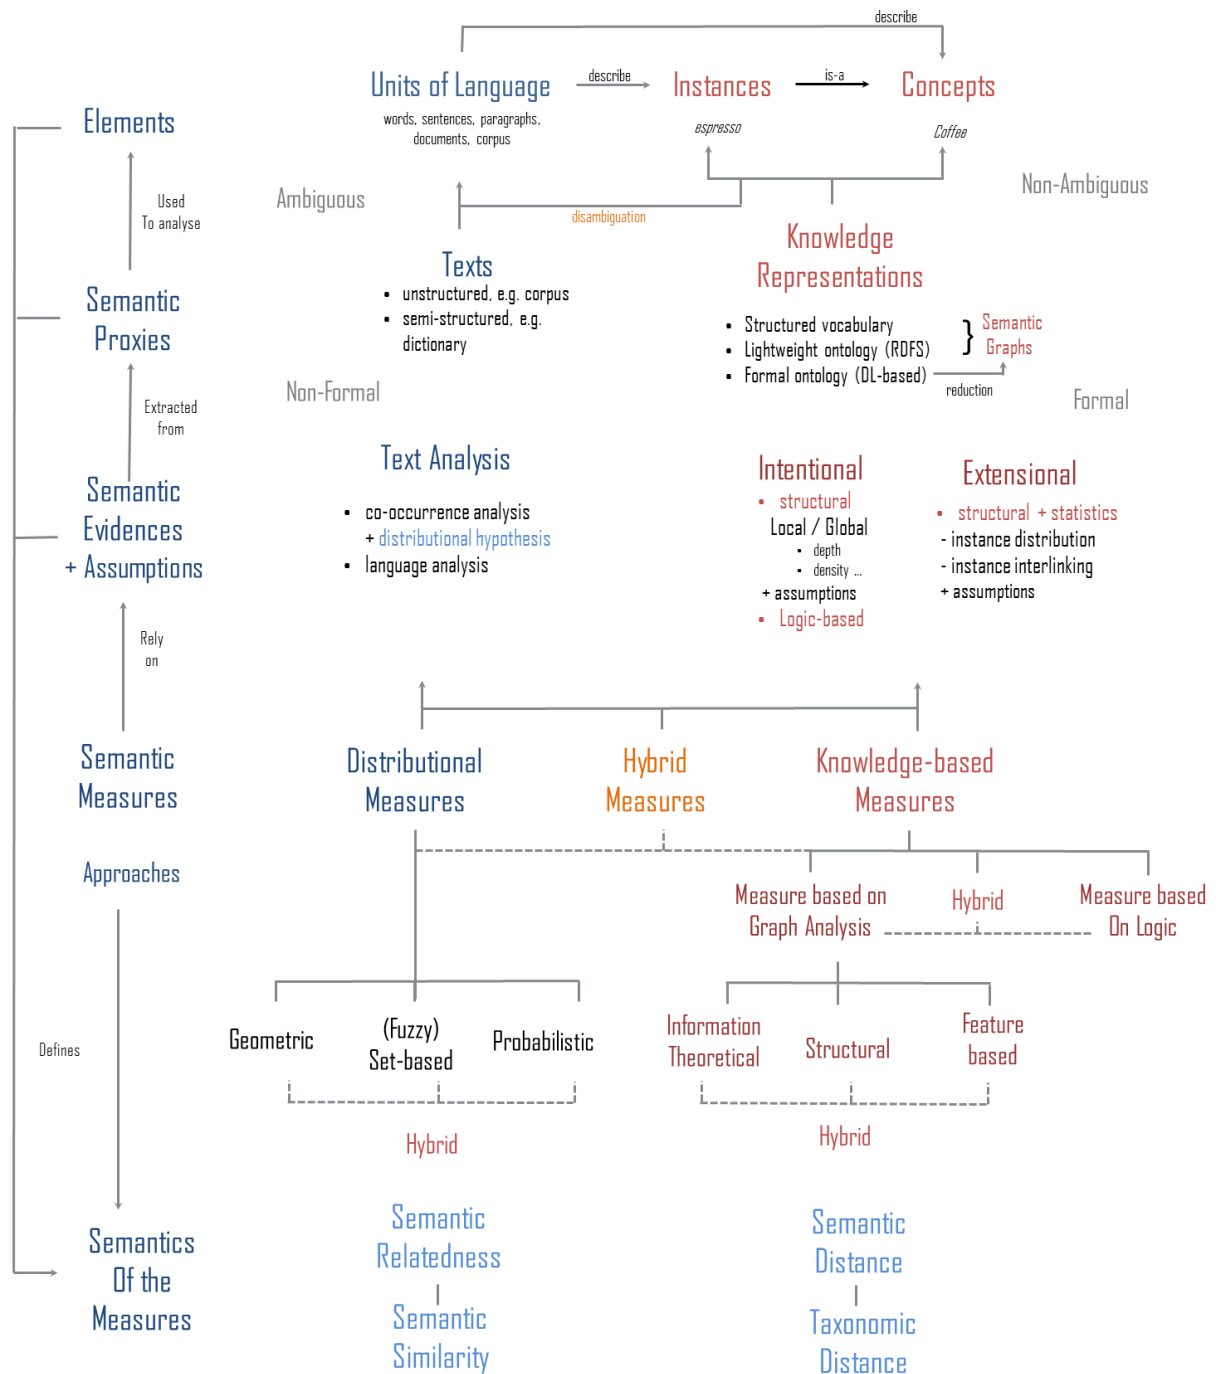 describe
Units of Language
describe
Instances
is-a
Concepts
words, sentences, paragraphs,
documents, corpus
espresso
Coffee
Elements
Used
To analyse
Ambiguous
Non-Ambiguous
disambiguation
Texts
• unstructured, e.g. corpus
• semi-structured, e.g.
dictionary
Knowledge
Representations
• Structured vocabulary
• Lightweight ontology (RDFS)
• Formal ontology (DL-based)
}
Semantic
Graphs
reduction
Semantic
Proxies
Non-Formal
Formal
Extracted
from
Semantic
Evidences
+ Assumptions
Text Analysis
• co-occurrence analysis
+ distributional hypothesis
• language analysis
Intentional
• structural
Local / Global
• depth
• density ...
+ assumptions
• Logic-based
Extensional
• structural + statistics
- instance distribution
- instance interlinking
+ assumptions
Rely
on
Semantic
Measures
Distributional
Measures
Hybrid
Measures
Knowledge-based
Measures
Approaches
Measure based on
Graph Analysis
Hybrid
Measure based
On Logic
Defines
Geometric
(Fuzzy)
Set-based
Probabilistic
Information
Theoretical
Structural
Feature
based
Hybrid
Hybrid
Semantics
Of the
Measures
Semantic
Relatedness
Semantic
Similarity
Semantic
Distance
Taxonomic
Distance